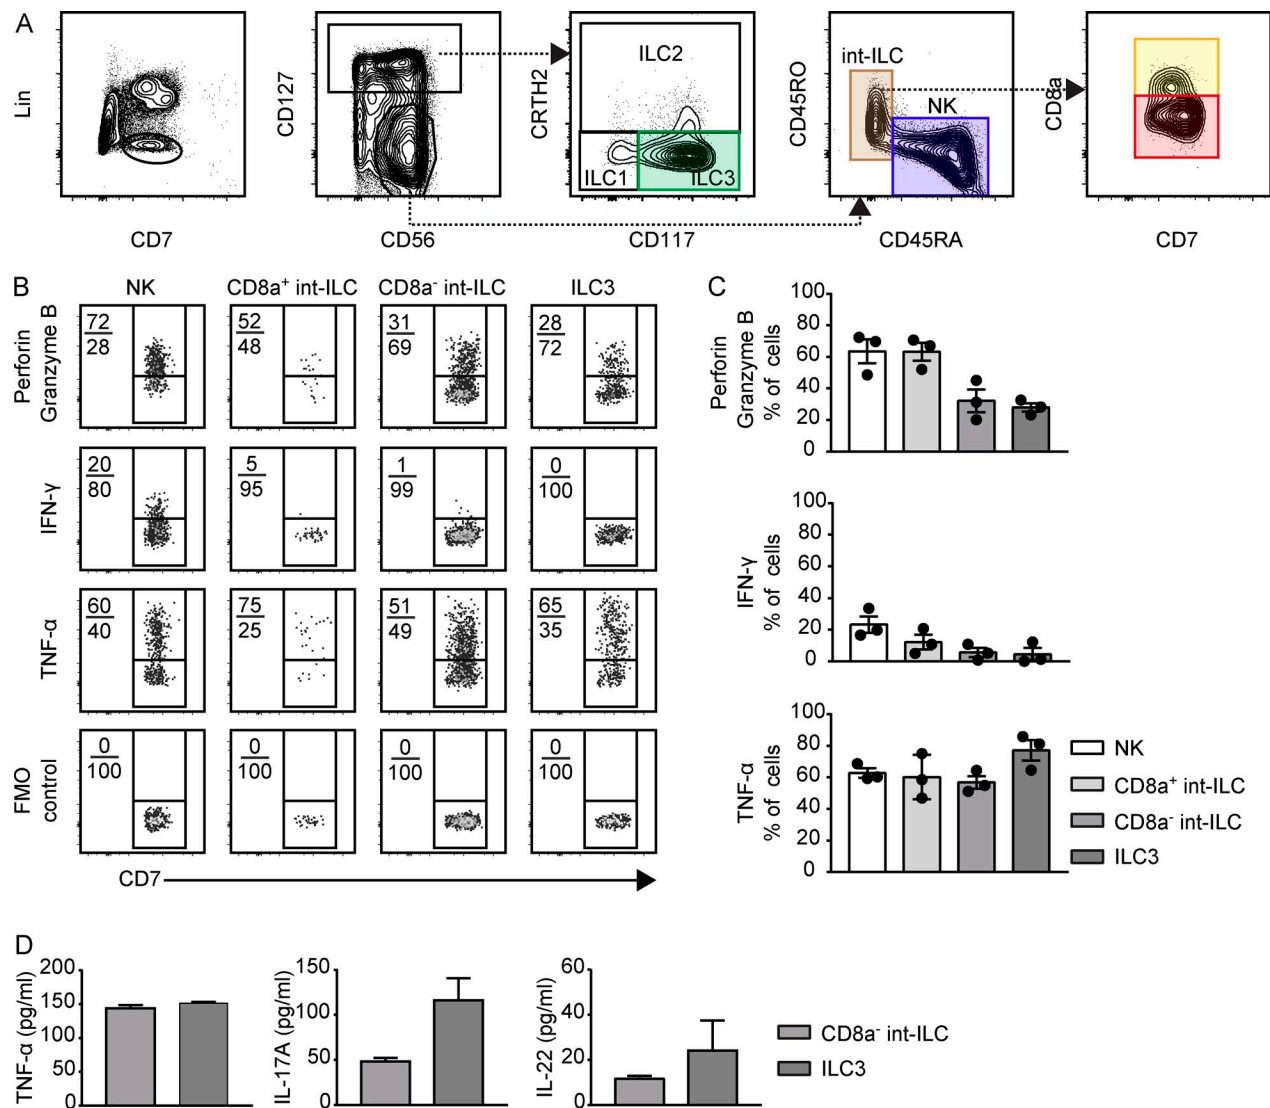 A
Lin
CD7
CD127
CD56
CRTH2
ILC2
ILC1
ILC3
CD117
CD45RO
int-ILC
NK
CD45RA
CD8a
CD7
B
NK
CD8a⁺ int-ILC
CD8a⁻ int-ILC
ILC3
Perforin
Granzyme B
72
28
52
48
31
69
28
72
IFN-γ
20
80
5
95
1
99
0
100
TNF-α
60
40
75
25
51
49
65
35
FMO
control
0
100
0
100
0
100
0
100
CD7
C
Perforin
Granzyme B
% of cells
100
80
60
40
20
0
IFN-γ
% of cells
100
80
60
40
20
0
TNF-α
% of cells
100
80
60
40
20
0
NK
CD8a⁺ int-ILC
CD8a⁻ int-ILC
ILC3
D
TNF-α (pg/ml)
200
150
100
50
0
IL-17A (pg/ml)
150
100
50
0
IL-22 (pg/ml)
60
40
20
0
CD8a⁻ int-ILC
ILC3